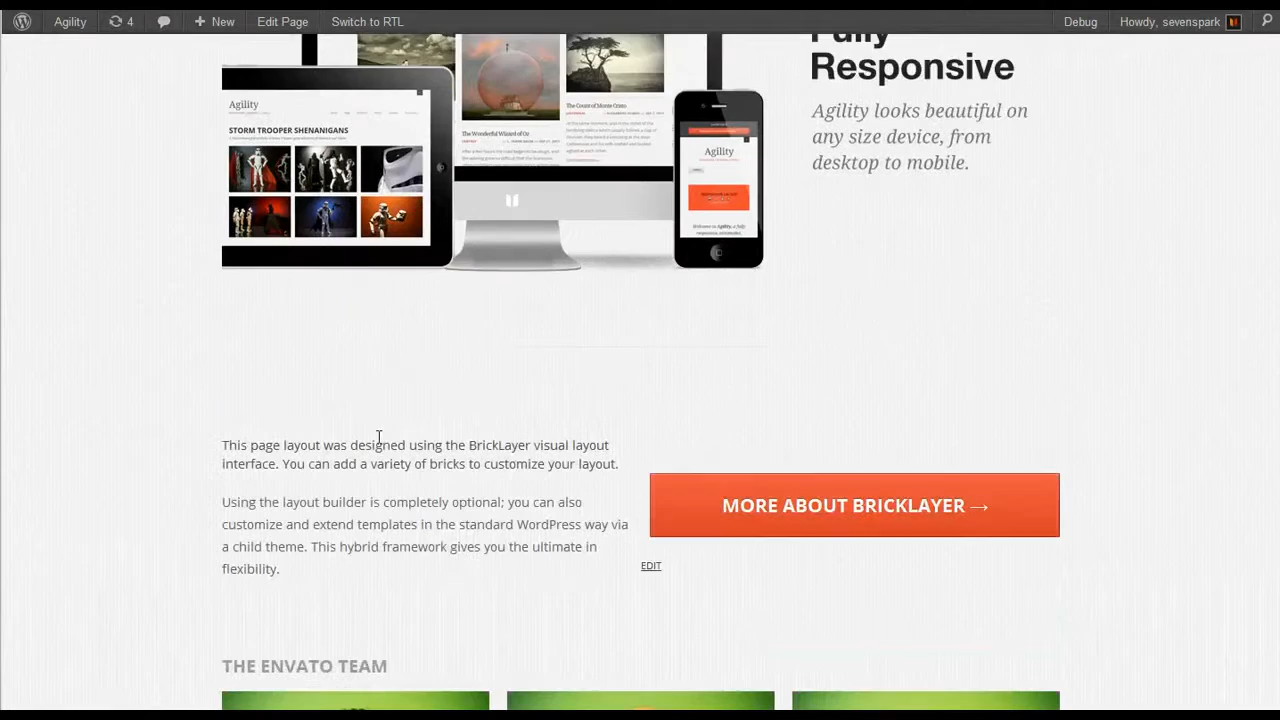 Agility
4
New
Edit Page
Switch to RTL
Debug
Howdy, sevenspark
Fully
Responsive
Agility looks beautiful on
any size device, from
desktop to mobile.
Agility
STORM TROOPER SHENANIGANS
The Wonderful Wizard of Oz
The Count of Monte Cristo
Agility
This page layout was designed using the BrickLayer visual layout
interface. You can add a variety of bricks to customize your layout.
Using the layout builder is completely optional; you can also
customize and extend templates in the standard WordPress way via
a child theme. This hybrid framework gives you the ultimate in
flexibility.
MORE ABOUT BRICKLAYER →
EDIT
THE ENVATO TEAM